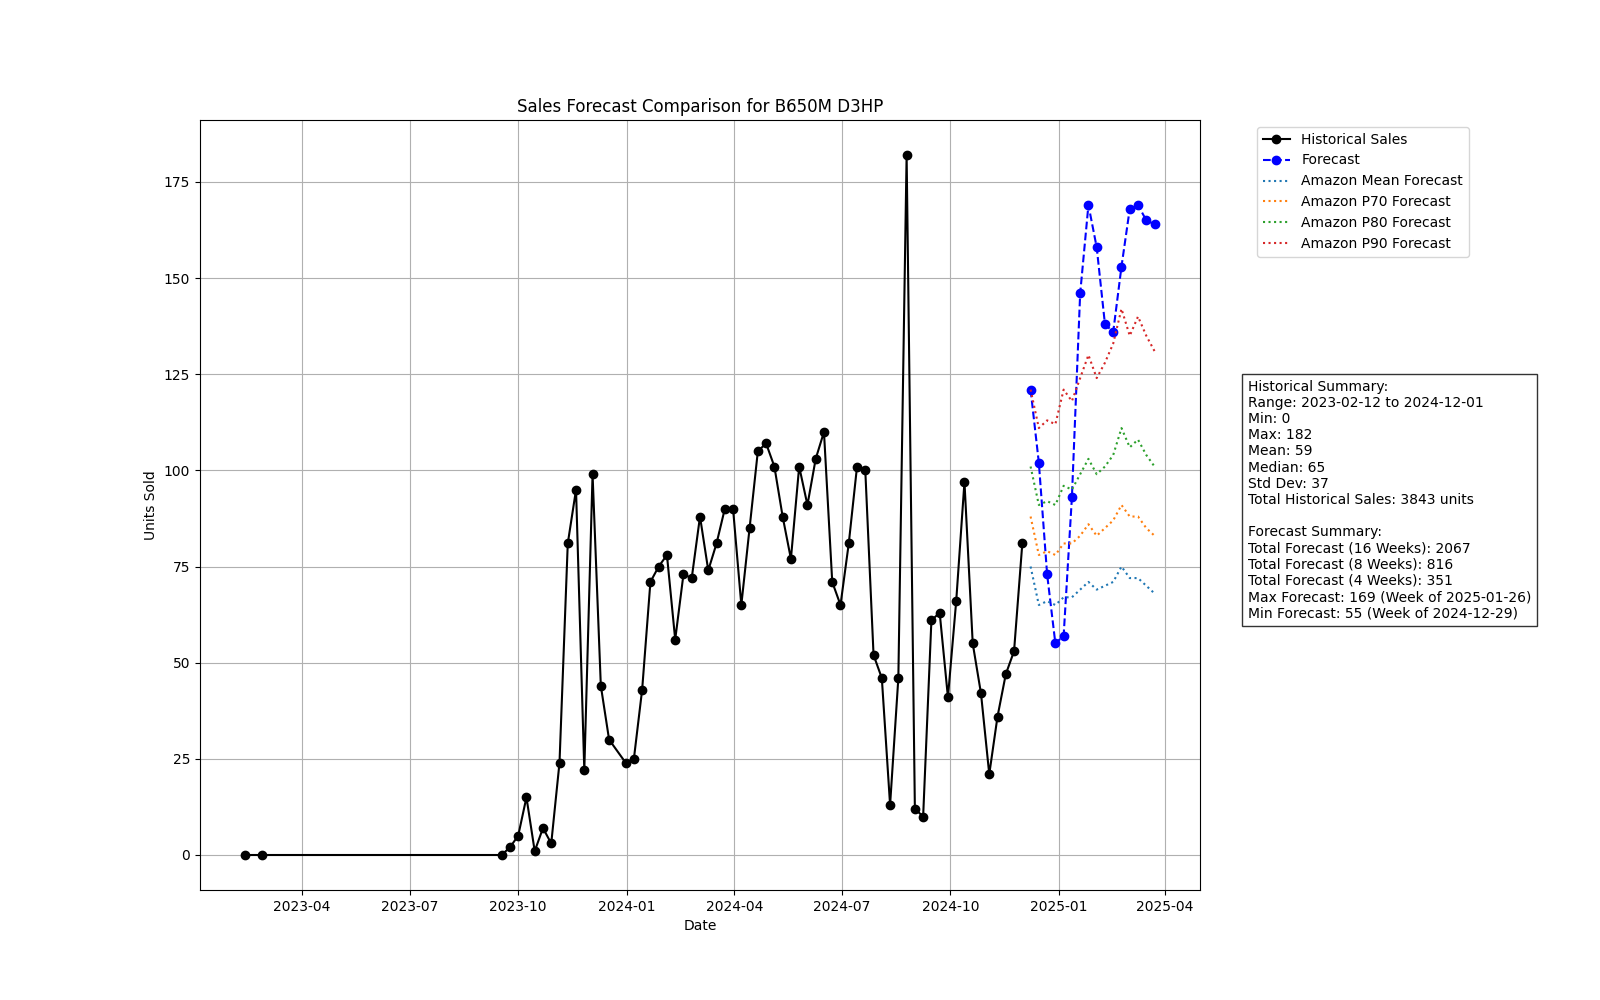 Sales Forecast Comparison for B650M D3HP
Historical Sales
Forecast
Amazon Mean Forecast
Amazon P70 Forecast
Amazon P80 Forecast
Amazon P90 Forecast
175
150
125
100
75
50
25
0
Units Sold
2023-04
2023-07
2023-10
2024-01
2024-04
2024-07
2024-10
2025-01
2025-04
Date
Historical Summary:
Range: 2023-02-12 to 2024-12-01
Min: 0
Max: 182
Mean: 59
Median: 65
Std Dev: 37
Total Historical Sales: 3843 units
Forecast Summary:
Total Forecast (16 Weeks): 2067
Total Forecast (8 Weeks): 816
Total Forecast (4 Weeks): 351
Max Forecast: 169 (Week of 2025-01-26)
Min Forecast: 55 (Week of 2024-12-29)